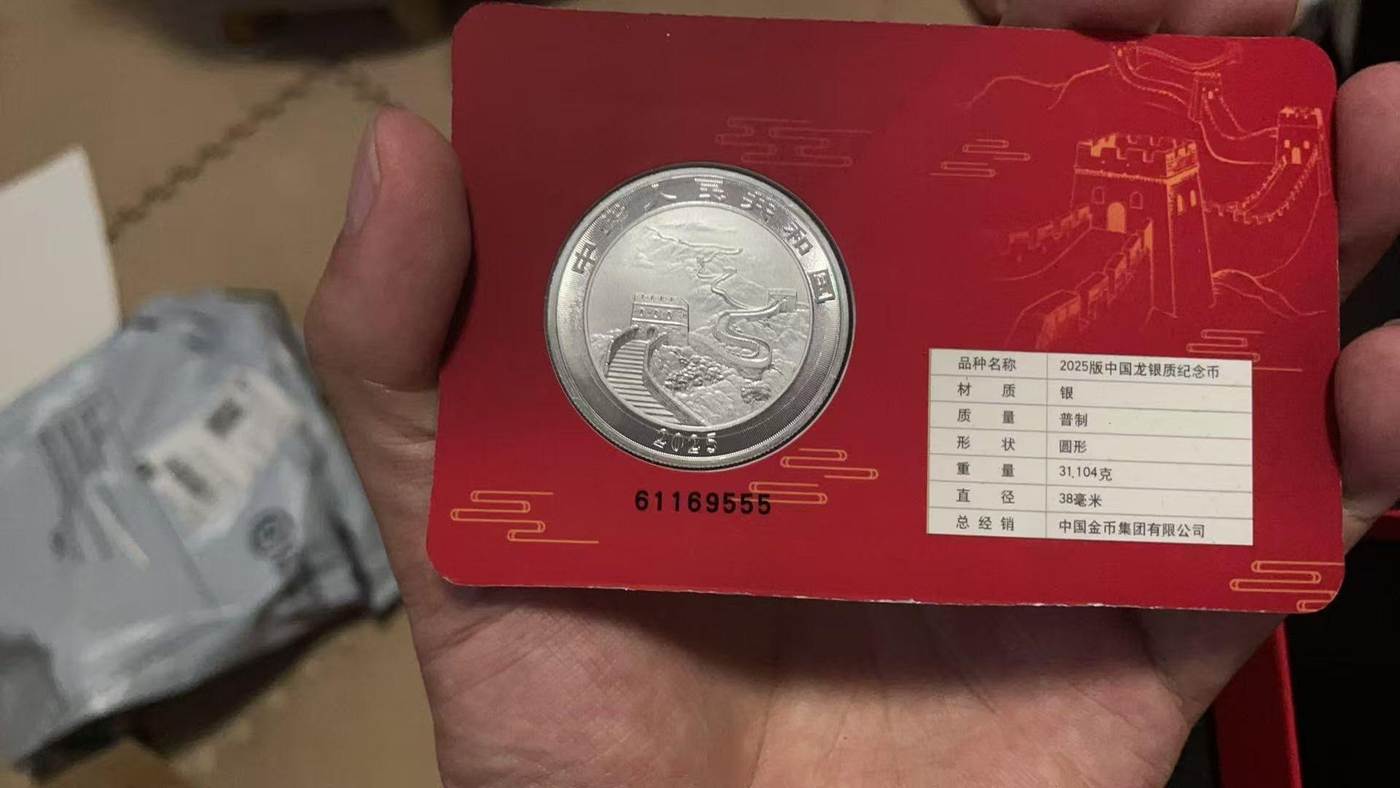 中华人民共和国
2025
61169555
品种名称 2025版中国龙银质纪念币
材 质 银
质 量 普制
形 状 圆形
重 量 31.104克
直 径 38毫米
总 经 销 中国金币集团有限公司